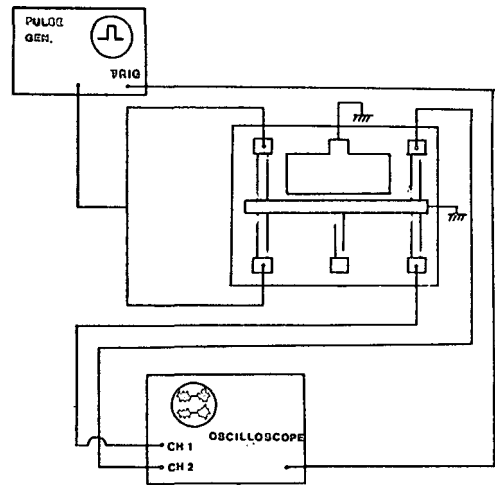 PULSE
GEN.
TRIG
OSCILLOSCOPE
CH 1
CH 2